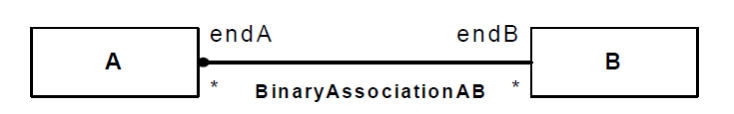 endA endB
A B
* BinaryAssociationAB *